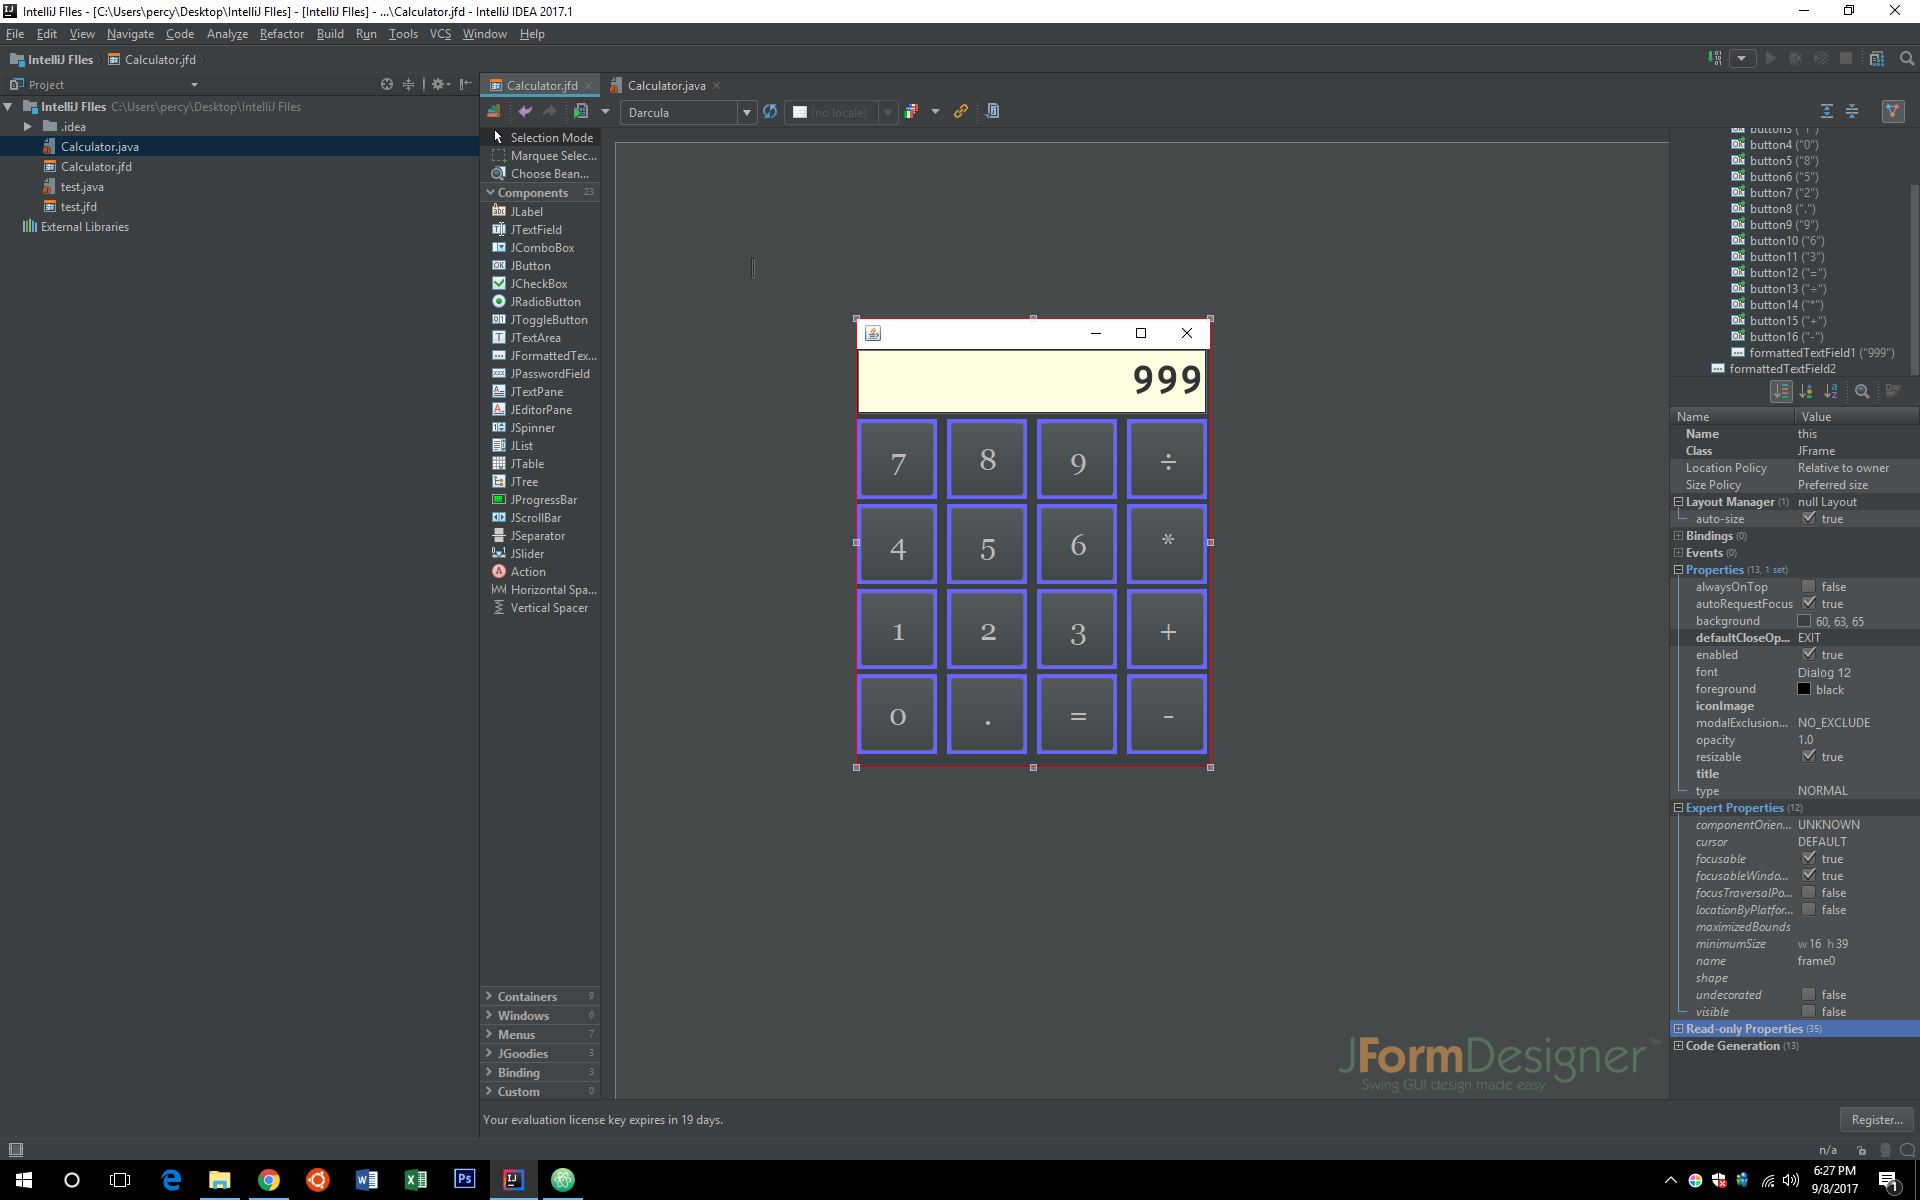 IntelliJ FIles - [C:\Users\percy\Desktop\IntelliJ FIles] - [IntelliJ FIles] - ...\Calculator.jfd - IntelliJ IDEA 2017.1
File Edit View Navigate Code Analyze Refactor Build Run Tools VCS Window Help
IntelliJ FIles Calculator.jfd
Project
IntelliJ FIles C:\Users\percy\Desktop\IntelliJ FIles
.idea
Calculator.java
Calculator.jfd
test.java
test.jfd
External Libraries
Calculator.jfd Calculator.java
Darcula (no locale)
Selection Mode
Marquee Selec...
Choose Bean...
Components 23
JLabel
JTextField
JComboBox
JButton
JCheckBox
JRadioButton
JToggleButton
JTextArea
JFormattedTex...
JPasswordField
JTextPane
JEditorPane
JSpinner
JList
JTable
JTree
JProgressBar
JScrollBar
JSeparator
JSlider
Action
Horizontal Spa...
Vertical Spacer
Containers 9
Windows 6
Menus 7
JGoodies 3
Binding 3
Custom 0
999
7 8 9 ÷
4 5 6 *
1 2 3 +
0 . = -
JFormDesigner™
Swing GUI design made easy
button3 ("1")
button4 ("0")
button5 ("8")
button6 ("5")
button7 ("2")
button8 (".")
button9 ("9")
button10 ("6")
button11 ("3")
button12 ("=")
button13 ("÷")
button14 ("*")
button15 ("+")
button16 ("-")
formattedTextField1 ("999")
formattedTextField2
Name Value
Name this
Class JFrame
Location Policy Relative to owner
Size Policy Preferred size
Layout Manager (1) null Layout
auto-size true
Bindings (0)
Events (0)
Properties (13, 1 set)
alwaysOnTop false
autoRequestFocus true
background 60, 63, 65
defaultCloseOp... EXIT
enabled true
font Dialog 12
foreground black
iconImage
modalExclusion... NO_EXCLUDE
opacity 1.0
resizable true
title
type NORMAL
Expert Properties (12)
componentOrien... UNKNOWN
cursor DEFAULT
focusable true
focusableWindo... true
focusTraversalPo... false
locationByPlatfor... false
maximizedBounds
minimumSize w 16 h 39
name frame0
shape
undecorated false
visible false
Read-only Properties (35)
Code Generation (13)
Your evaluation license key expires in 19 days.
Register...
n/a
6:27 PM
9/8/2017
1